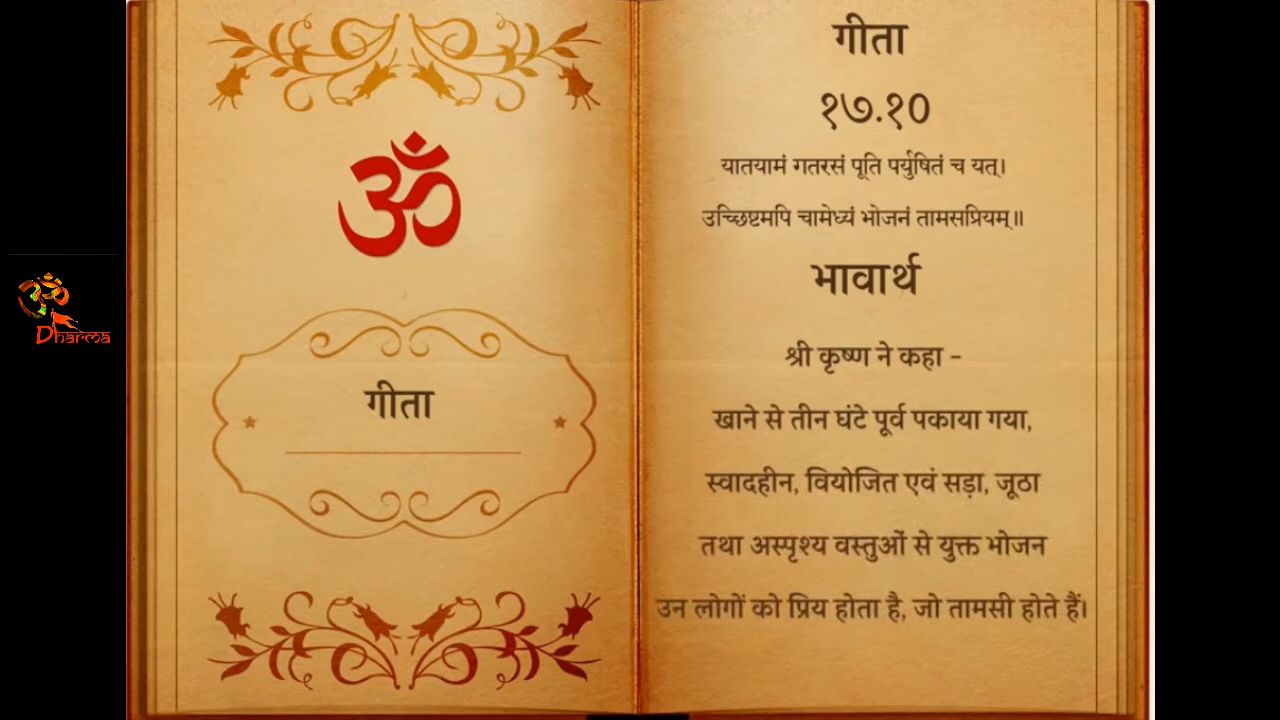 ॐ
Dharma
ॐ
गीता
गीता
१७.१०
यातयामं गतरसं पूति पर्युषितं च यत्।
उच्छिष्टमपि चामेध्यं भोजनं तामसप्रियम्॥
भावार्थ
श्री कृष्ण ने कहा –
खाने से तीन घंटे पूर्व पकाया गया,
स्वादहीन, वियोजित एवं सड़ा, जूठा
तथा अस्पृश्य वस्तुओं से युक्त भोजन
उन लोगों को प्रिय होता है, जो तामसी होते हैं।